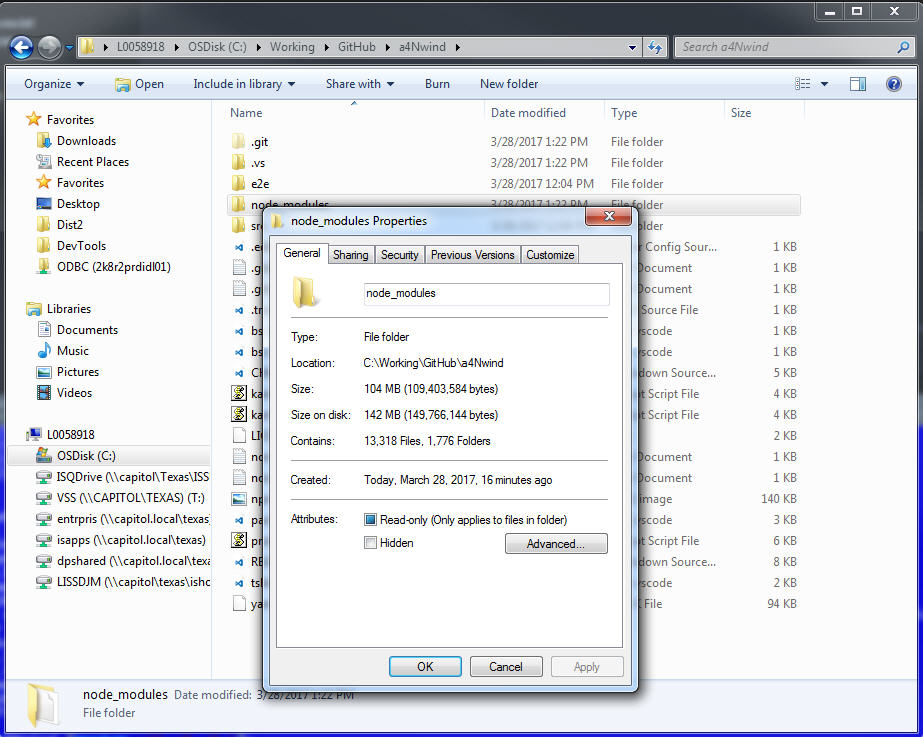 L0058918 OSDisk (C:) Working GitHub a4Nwind Search a4Nwind
Organize Open Include in library Share with Burn New folder
Favorites
Downloads
Recent Places
Favorites
Desktop
Dist2
DevTools
ODBC (2k8r2prdidl01)
Libraries
Documents
Music
Pictures
Videos
L0058918
OSDisk (C:)
ISQDrive (\\capitol\Texas\ISS
VSS (\\CAPITOL\TEXAS) (T:)
entrpris (\\capitol.local\texas
isapps (\\capitol.local\texas)
dpshared (\\capitol.local\texa
LISSDJM (\\capitol\texas\isho
Name Date modified Type Size
.git 3/28/2017 1:22 PM File folder
.vs 3/28/2017 1:22 PM File folder
e2e 3/28/2017 12:04 PM File folder
node_modules 3/28/2017 1:22 PM File folder
sr folder
.e r Config Sour... 1 KB
.g Document 1 KB
.g Document 1 KB
.tr Source File 1 KB
bs scode 1 KB
bs scode 1 KB
CH down Source... 5 KB
ka t Script File 4 KB
ka t Script File 4 KB
LI 2 KB
no Document 1 KB
no Document 1 KB
np image 140 KB
pa scode 3 KB
pr t Script File 6 KB
RE down Source... 8 KB
tsl scode 2 KB
ya File 94 KB
node_modules Properties
General Sharing Security Previous Versions Customize
node_modules
Type: File folder
Location: C:\Working\GitHub\a4Nwind
Size: 104 MB (109,403,584 bytes)
Size on disk: 142 MB (149,766,144 bytes)
Contains: 13,318 Files, 1,776 Folders
Created: Today, March 28, 2017, 16 minutes ago
Attributes: Read-only (Only applies to files in folder)
Hidden Advanced...
OK Cancel Apply
node_modules Date modified: 3/28/2017 1:22 PM
File folder